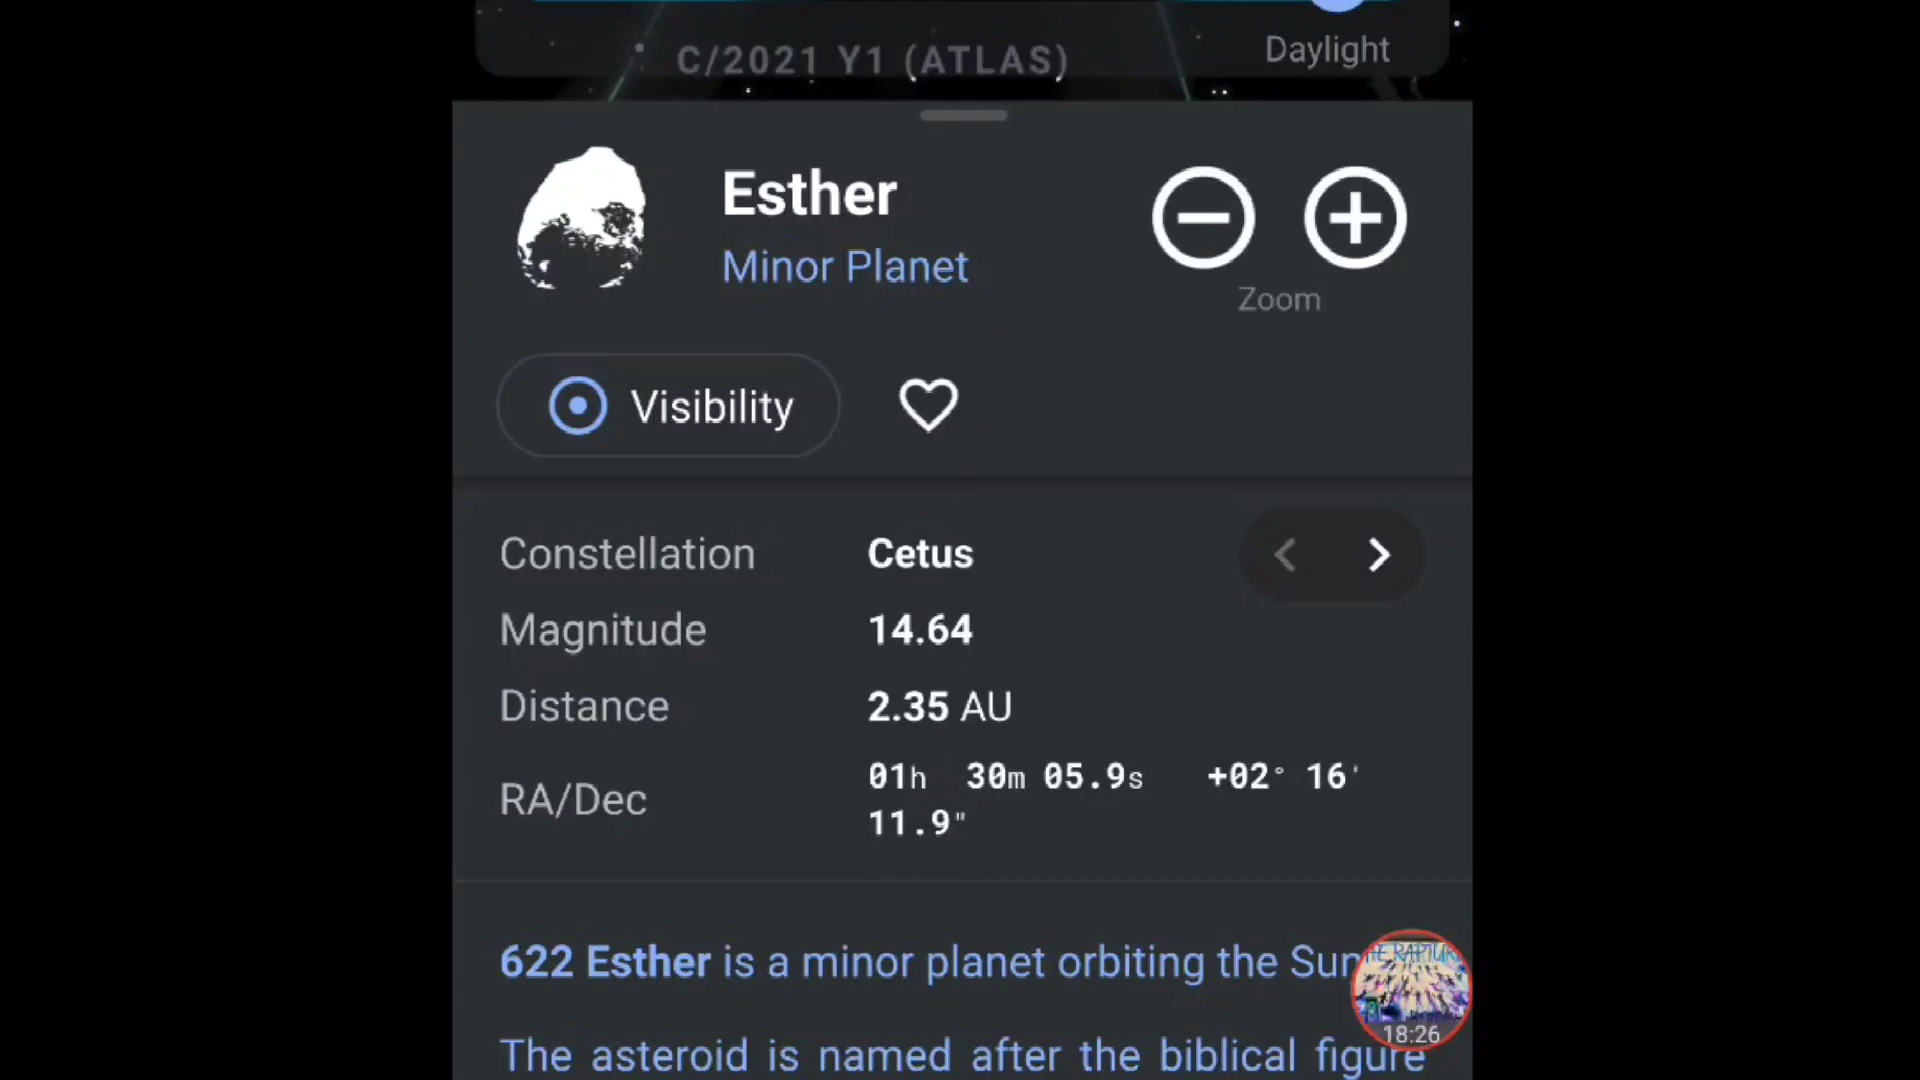 C/2021 Y1 (ATLAS)
Daylight
Esther
Minor Planet
Zoom
Visibility
Constellation Cetus
Magnitude 14.64
Distance 2.35 AU
RA/Dec 01h 30m 05.9s +02° 16'
11.9"
622 Esther is a minor planet orbiting the Sun
18:26
The asteroid is named after the biblical figure